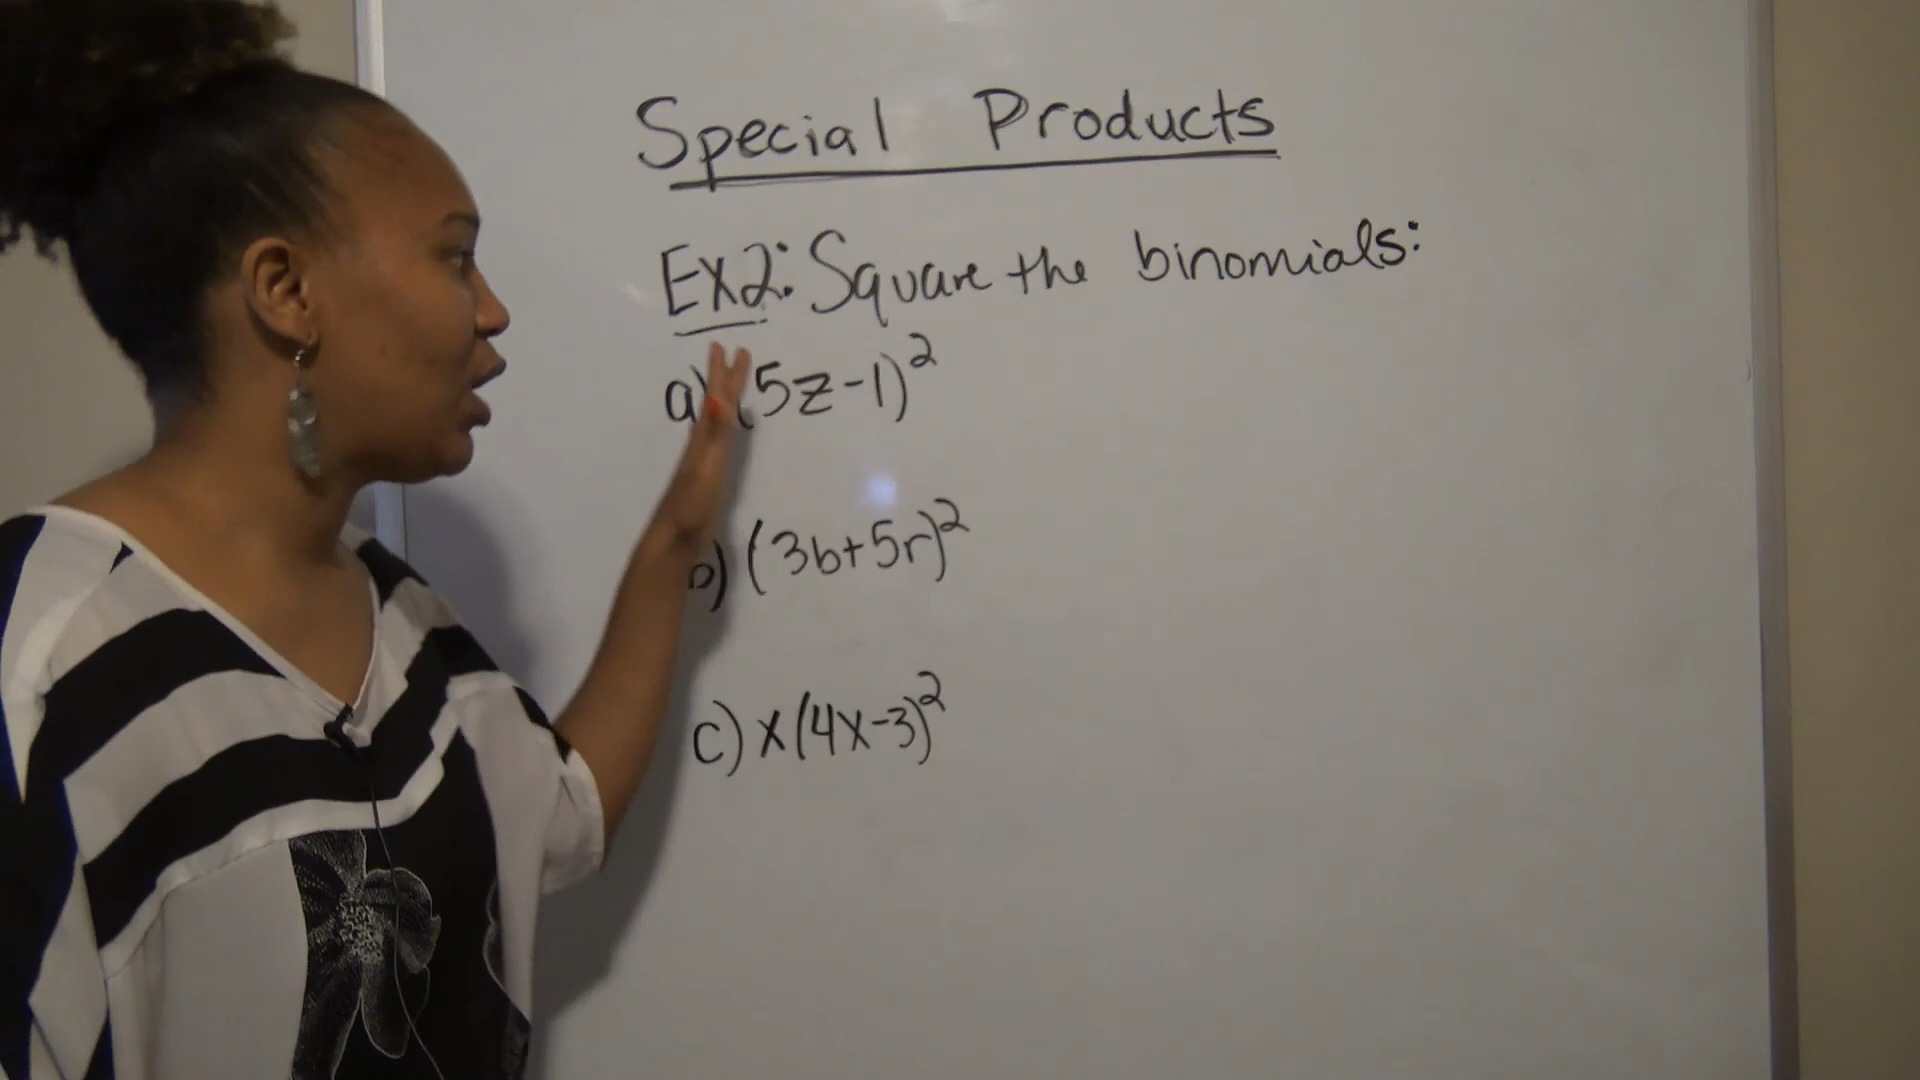 Special Products
Ex2: Square the binomials:
a) (5z-1)²
b) (3b+5r)²
c) x(4x-3)²